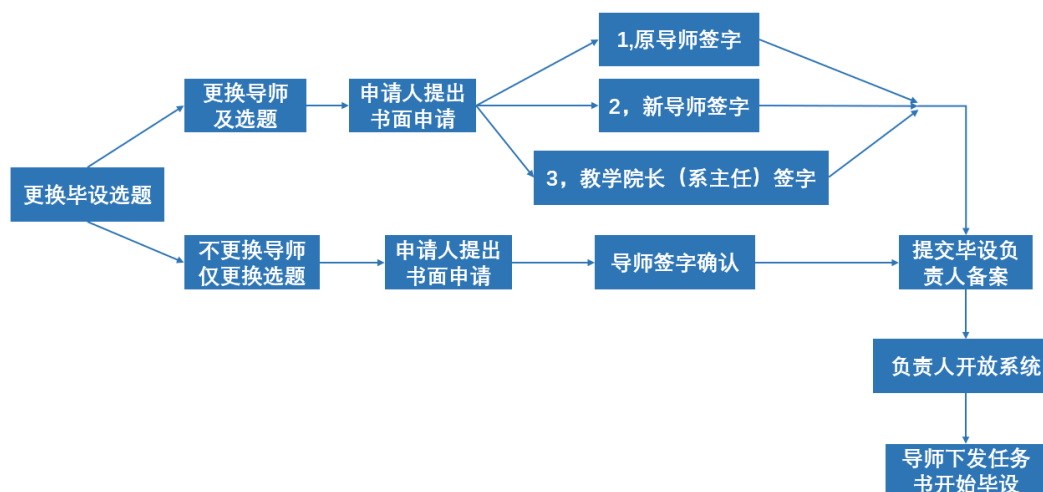 1,原导师签字
更换导师
及选题
申请人提出
书面申请
2，新导师签字
3，教学院长（系主任）签字
更换毕设选题
不更换导师
仅更换选题
申请人提出
书面申请
导师签字确认
提交毕设负
责人备案
负责人开放系统
导师下发任务
书开始毕设